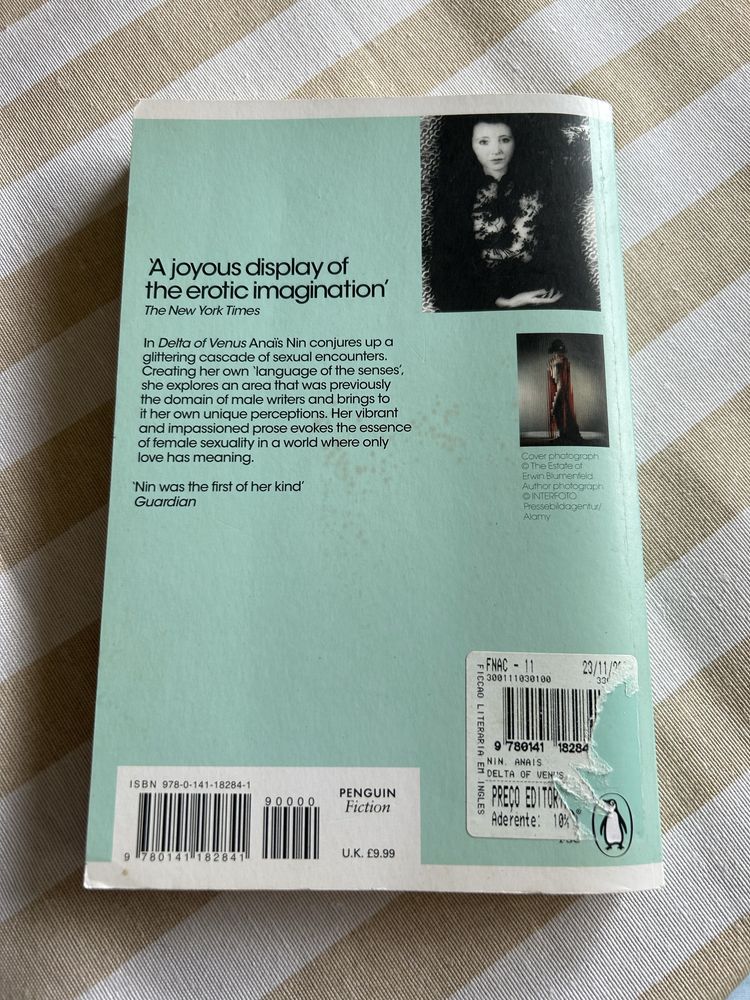 ‘A joyous display of
the erotic imagination’
The New York Times
In Delta of Venus Anaïs Nin conjures up a
glittering cascade of sexual encounters.
Creating her own ‘language of the senses’,
she explores an area that was previously
the domain of male writers and brings to
it her own unique perceptions. Her vibrant
and impassioned prose evokes the essence
of female sexuality in a world where only
love has meaning.
‘Nin was the first of her kind’
Guardian
Cover photograph
© The Estate of
Erwin Blumenfeld
Author photograph
© INTERFOTO
Pressebildagentur/
Alamy
FNAC - 11 23/11/
300111030100
FICCAO LITERARIA EM INGLES
9 780141 18284
NIN. ANAIS
DELTA OF VENUS
PREÇO EDITOR
Aderente: 10%
ISBN 978-0-141-18284-1
90000
9 780141 182841
PENGUIN
Fiction
U.K. £9.99